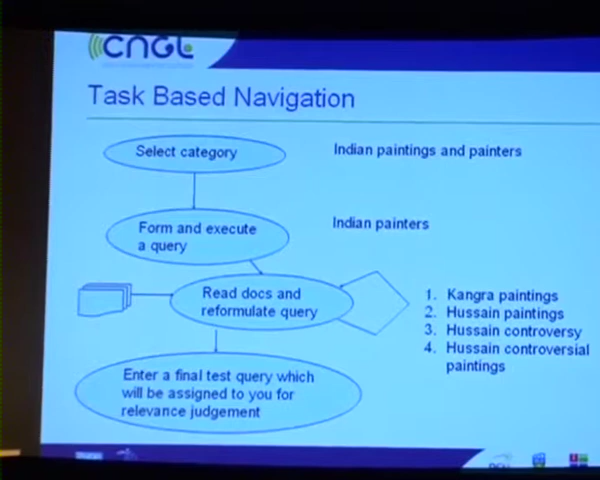 CNGL
Task Based Navigation
Select category
Indian paintings and painters
Form and execute
a query
Indian painters
Read docs and
reformulate query
1. Kangra paintings
2. Hussain paintings
3. Hussain controversy
4. Hussain controversial
paintings
Enter a final test query which
will be assigned to you for
relevance judgement